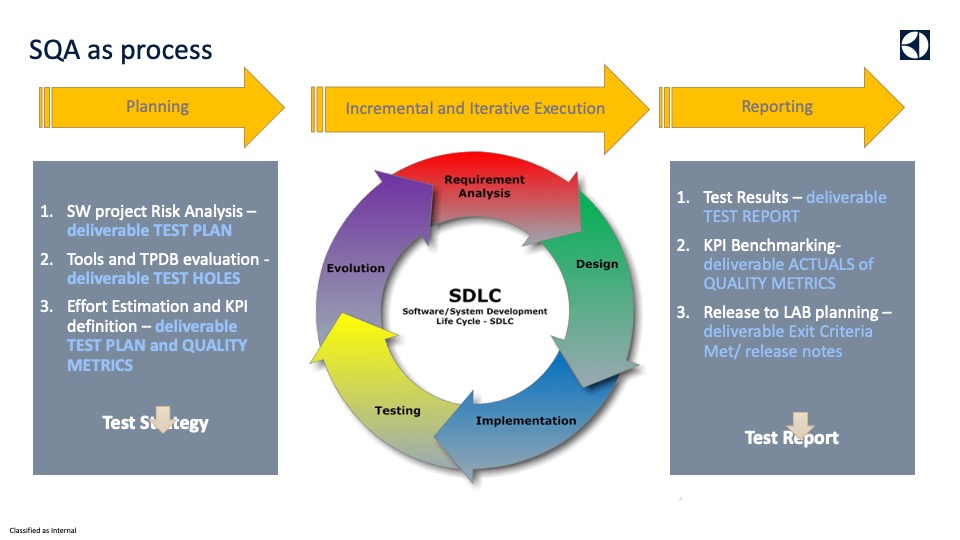 SQA as process
Planning
Incremental and Iterative Execution
Reporting
1. SW project Risk Analysis –
deliverable TEST PLAN
2. Tools and TPDB evaluation -
deliverable TEST HOLES
3. Effort Estimation and KPI
definition – deliverable
TEST PLAN and QUALITY
METRICS
Test Strategy
Requirement
Analysis
Design
Implementation
Testing
Evolution
SDLC
Software/System Development
Life Cycle - SDLC
1. Test Results – deliverable
TEST REPORT
2. KPI Benchmarking-
deliverable ACTUALS of
QUALITY METRICS
3. Release to LAB planning –
deliverable Exit Criteria
Met/ release notes
Test Report
Classified as Internal